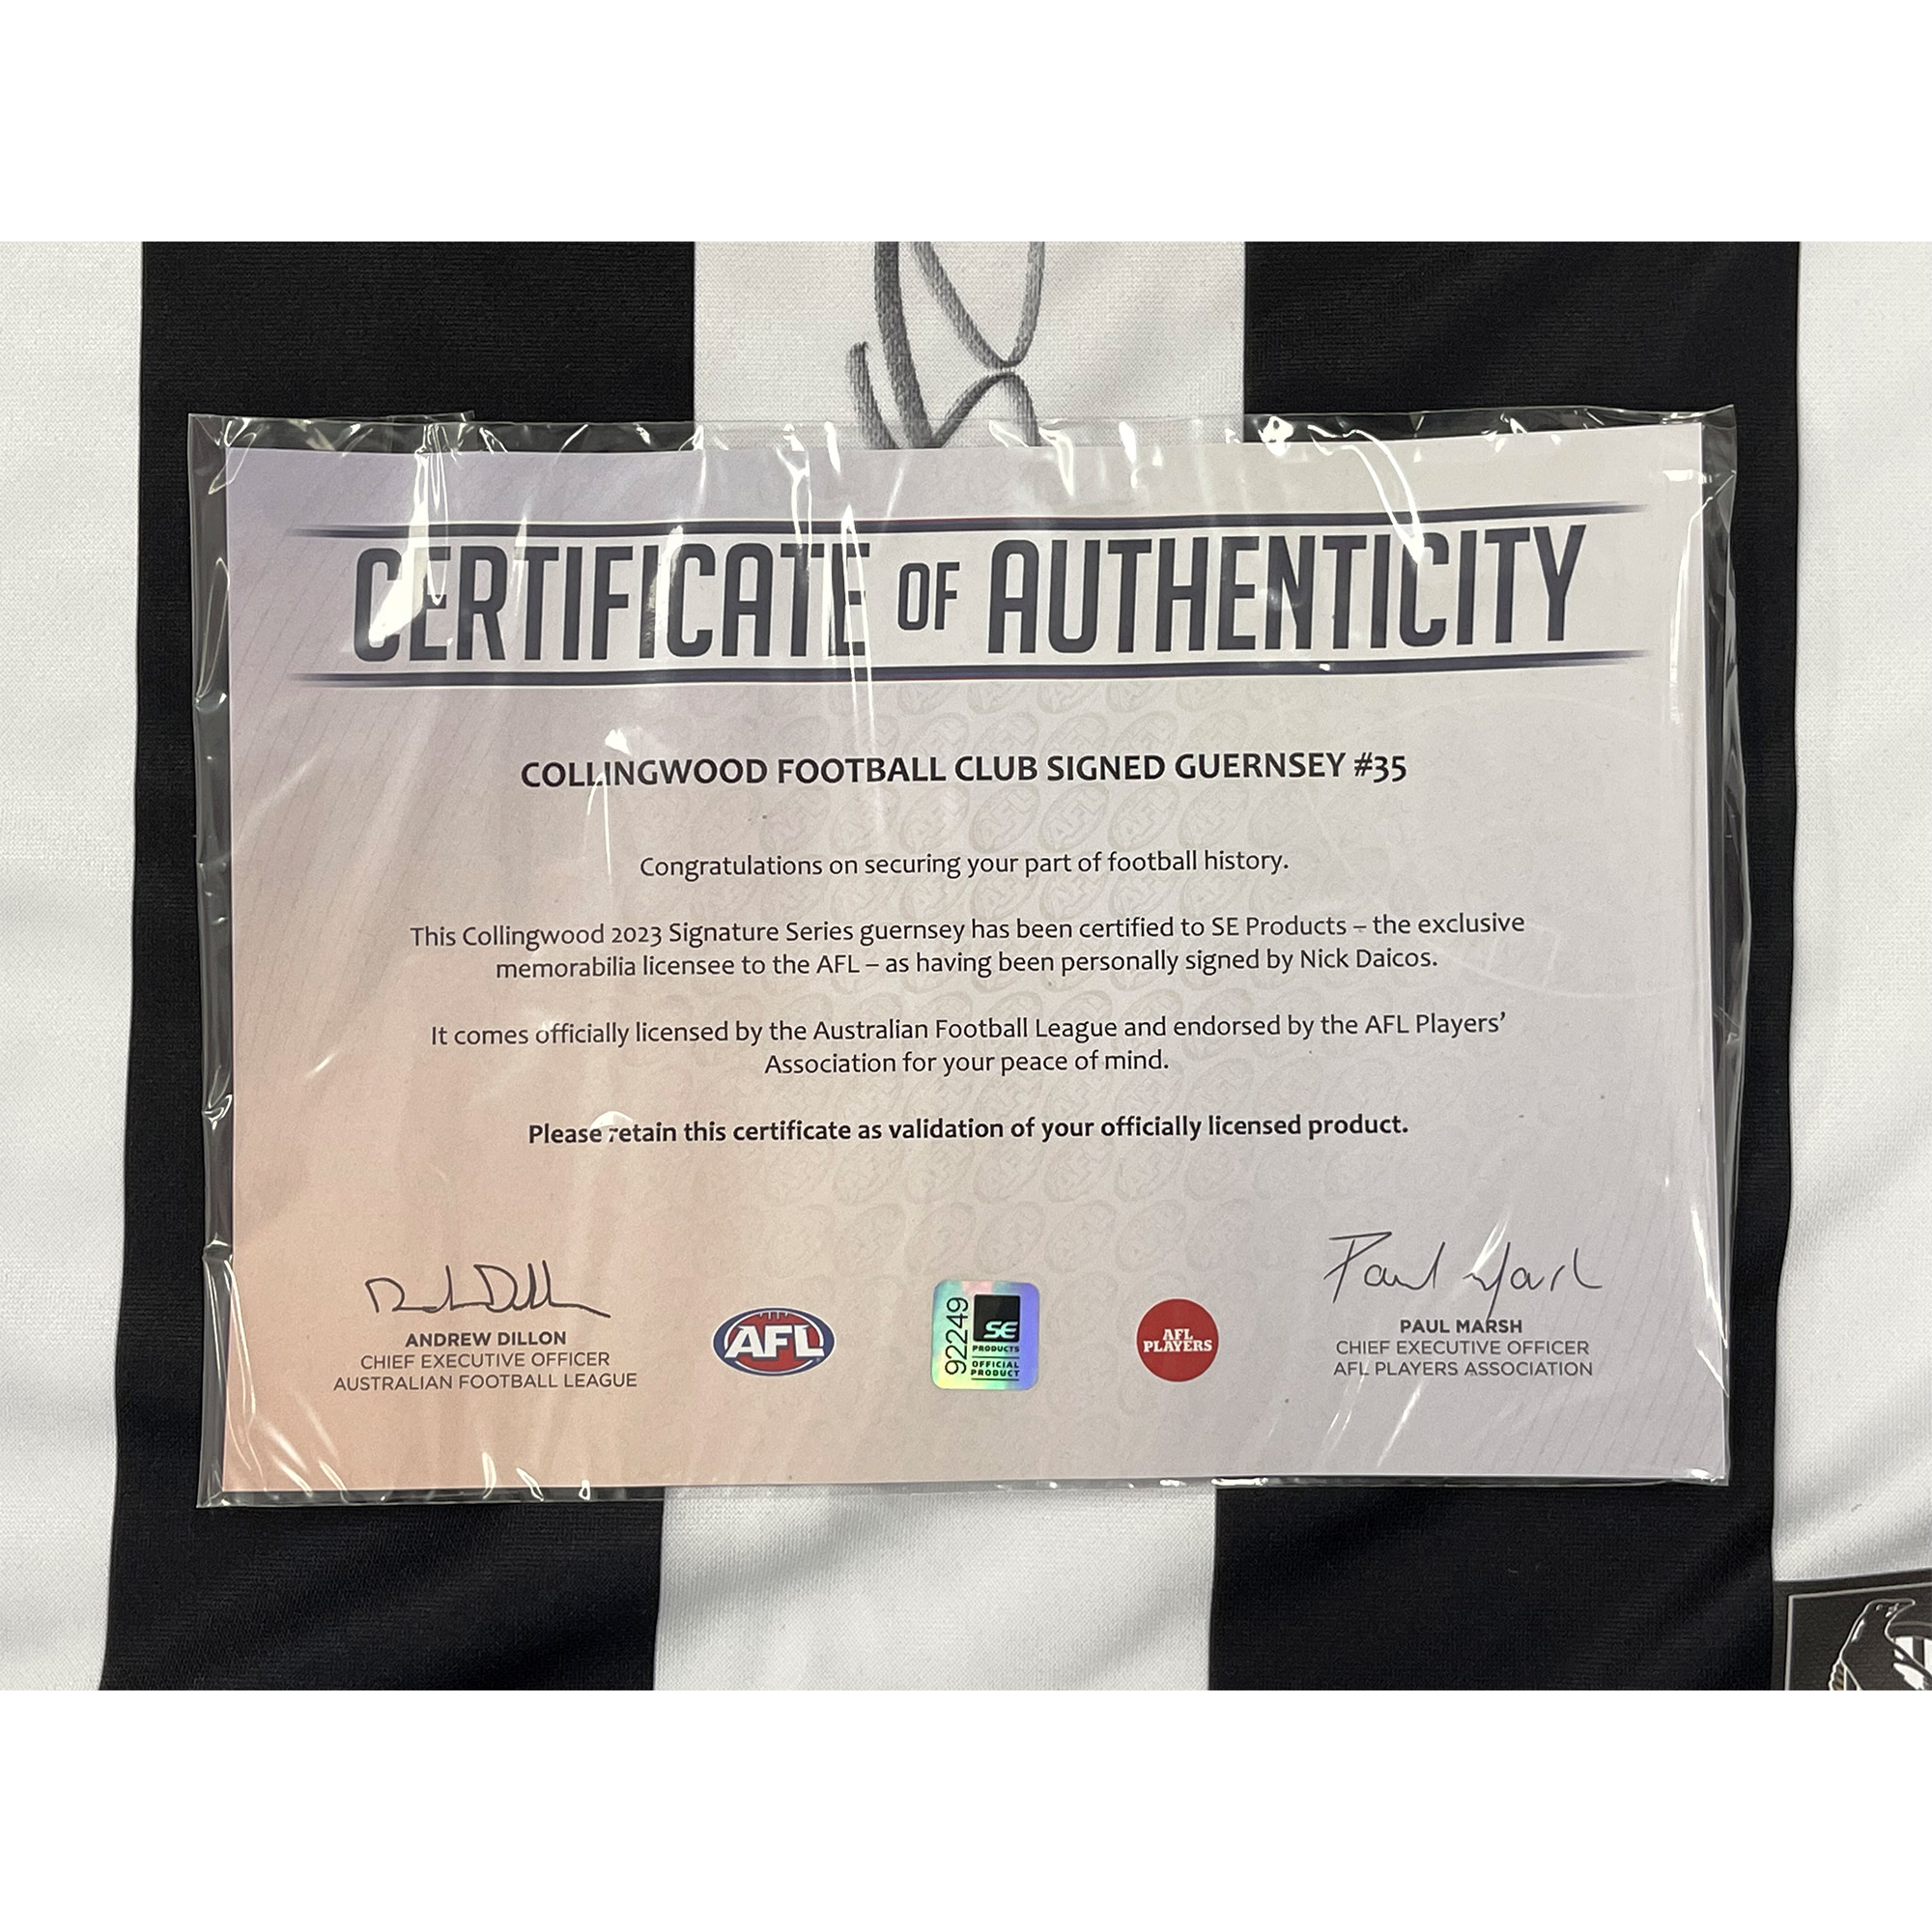 CERTIFICATE OF AUTHENTICITY
COLLINGWOOD FOOTBALL CLUB SIGNED GUERNSEY #35
Congratulations on securing your part of football history.
This Collingwood 2023 Signature Series guernsey has been certified to SE Products – the exclusive
memorabilia licensee to the AFL – as having been personally signed by Nick Daicos.
It comes officially licensed by the Australian Football League and endorsed by the AFL Players’
Association for your peace of mind.
Please retain this certificate as validation of your officially licensed product.
ANDREW DILLON
CHIEF EXECUTIVE OFFICER
AUSTRALIAN FOOTBALL LEAGUE
AFL
92249
SE
PRODUCTS
OFFICIAL
PRODUCT
AFL
PLAYERS
Paul Marsh
PAUL MARSH
CHIEF EXECUTIVE OFFICER
AFL PLAYERS ASSOCIATION